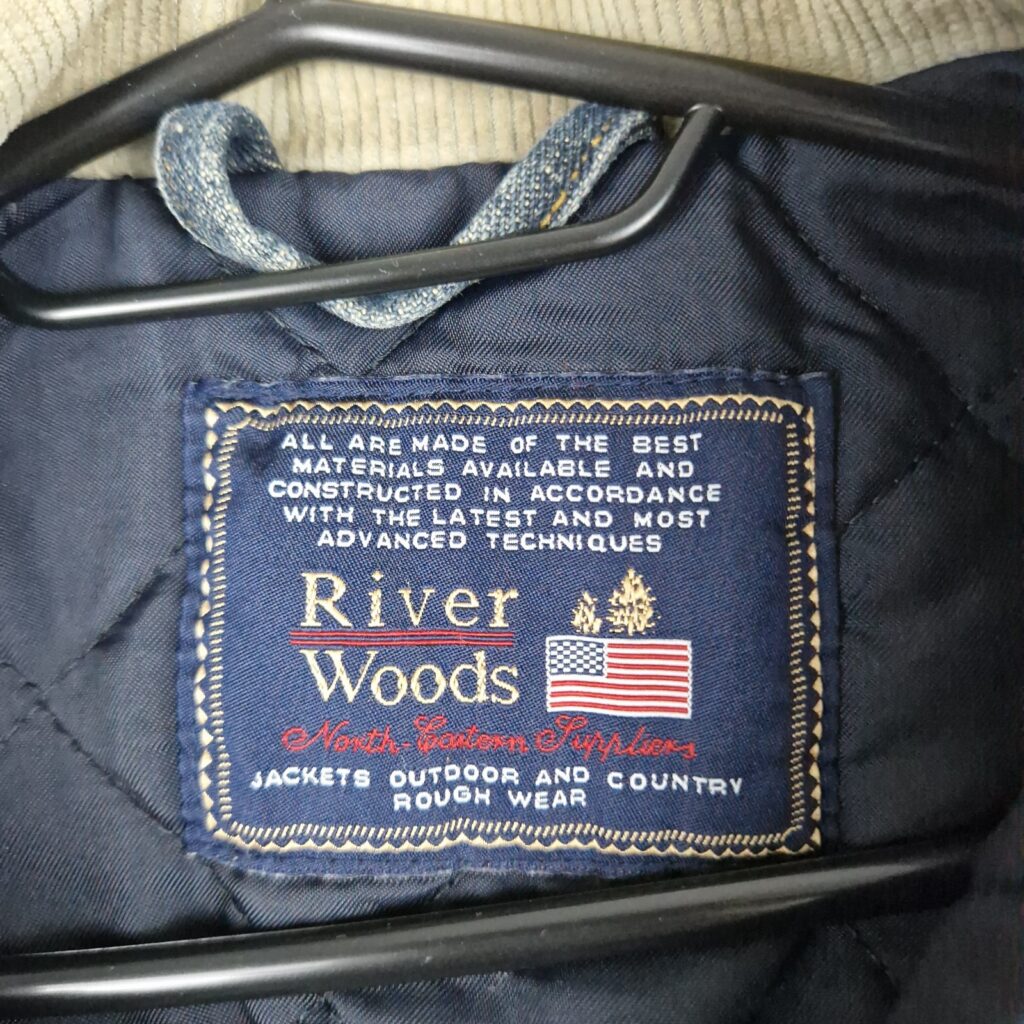 ALL ARE MADE OF THE BEST
MATERIALS AVAILABLE AND
CONSTRUCTED IN ACCORDANCE
WITH THE LATEST AND MOST
ADVANCED TECHNIQUES
River
Woods
North-Eastern Suppliers
JACKETS OUTDOOR AND COUNTRY
ROUGH WEAR